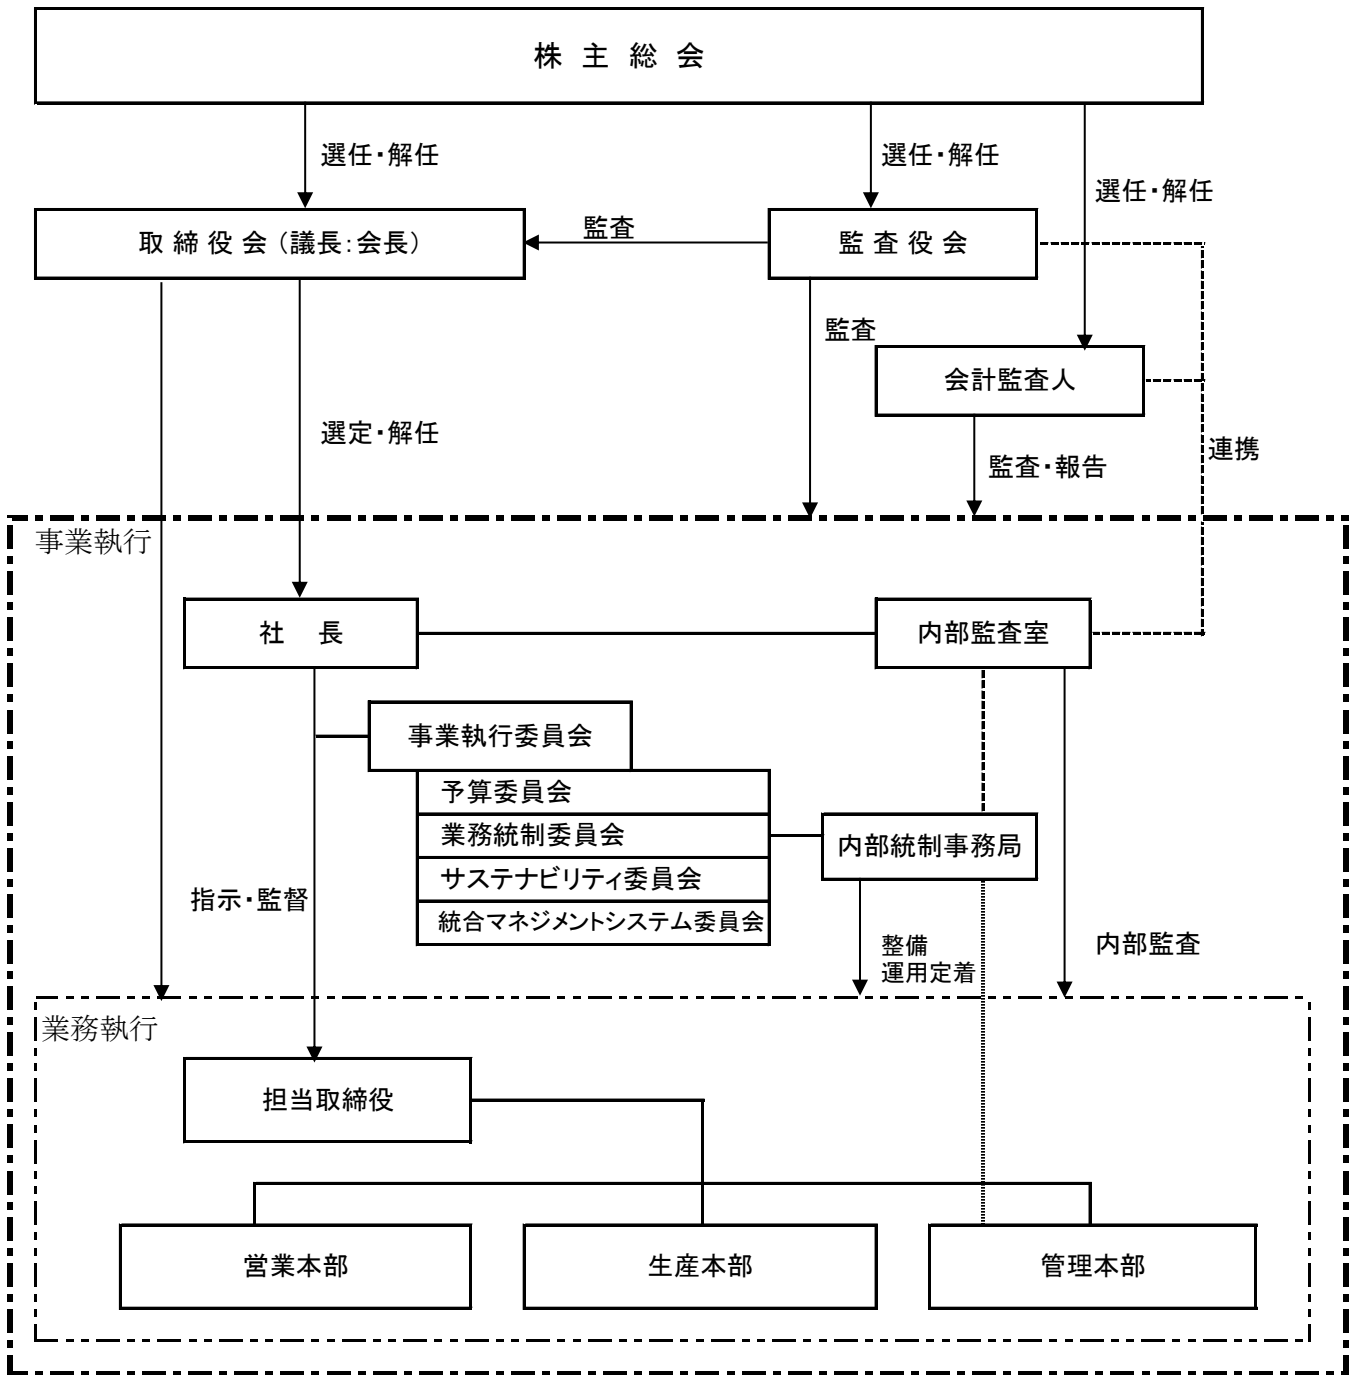 株主総会
選任・解任
選任・解任
選任・解任
取締役会（議長：会長）
監査
監査役会
監査
会計監査人
選定・解任
監査・報告
連携
事業執行
社長
内部監査室
事業執行委員会
予算委員会
業務統制委員会
内部統制事務局
サステナビリティ委員会
指示・監督
統合マネジメントシステム委員会
整備
運用定着
内部監査
業務執行
担当取締役
営業本部
生産本部
管理本部